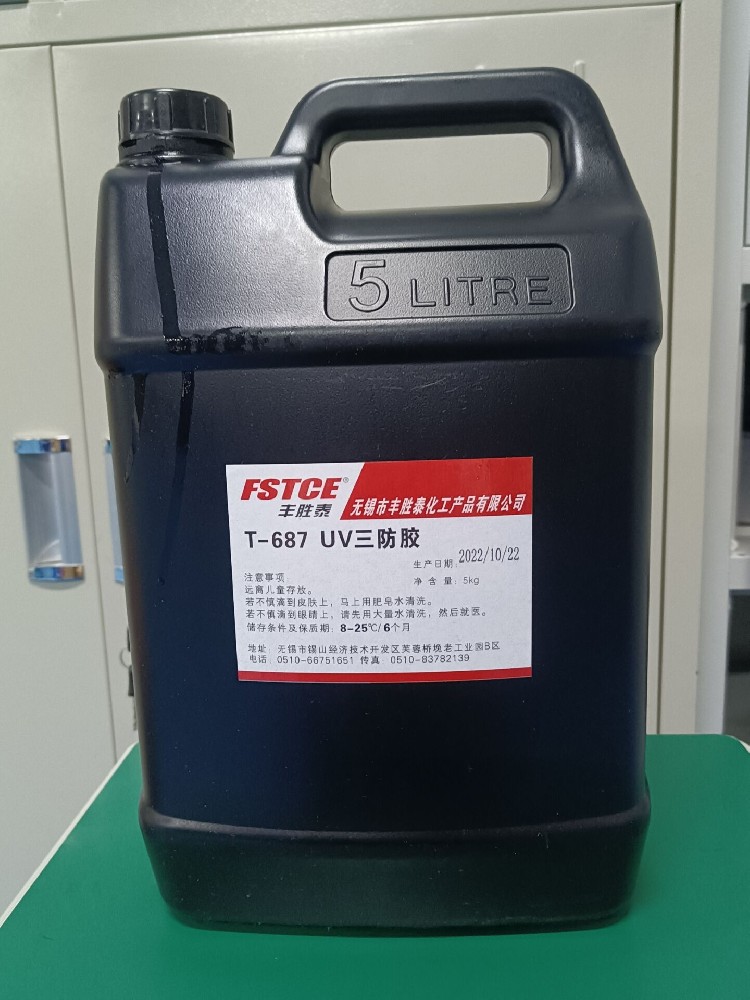 5 LITRE
FSTCE®
丰胜泰
无锡市丰胜泰化工产品有限公司
T-687 UV三防胶
生产日期: 2022/10/22
净 含 量: 5kg
注意事项:
远离儿童存放。
若不慎滴到皮肤上，马上用肥皂水清洗。
若不慎滴到眼睛上，请先用大量水清洗，然后就医。
储存条件及保质期: 8-25℃/6个月
地址: 无锡市锡山经济技术开发区芙蓉桥堍老工业园B区
电话: 0510-66751651 传真: 0510-83782139